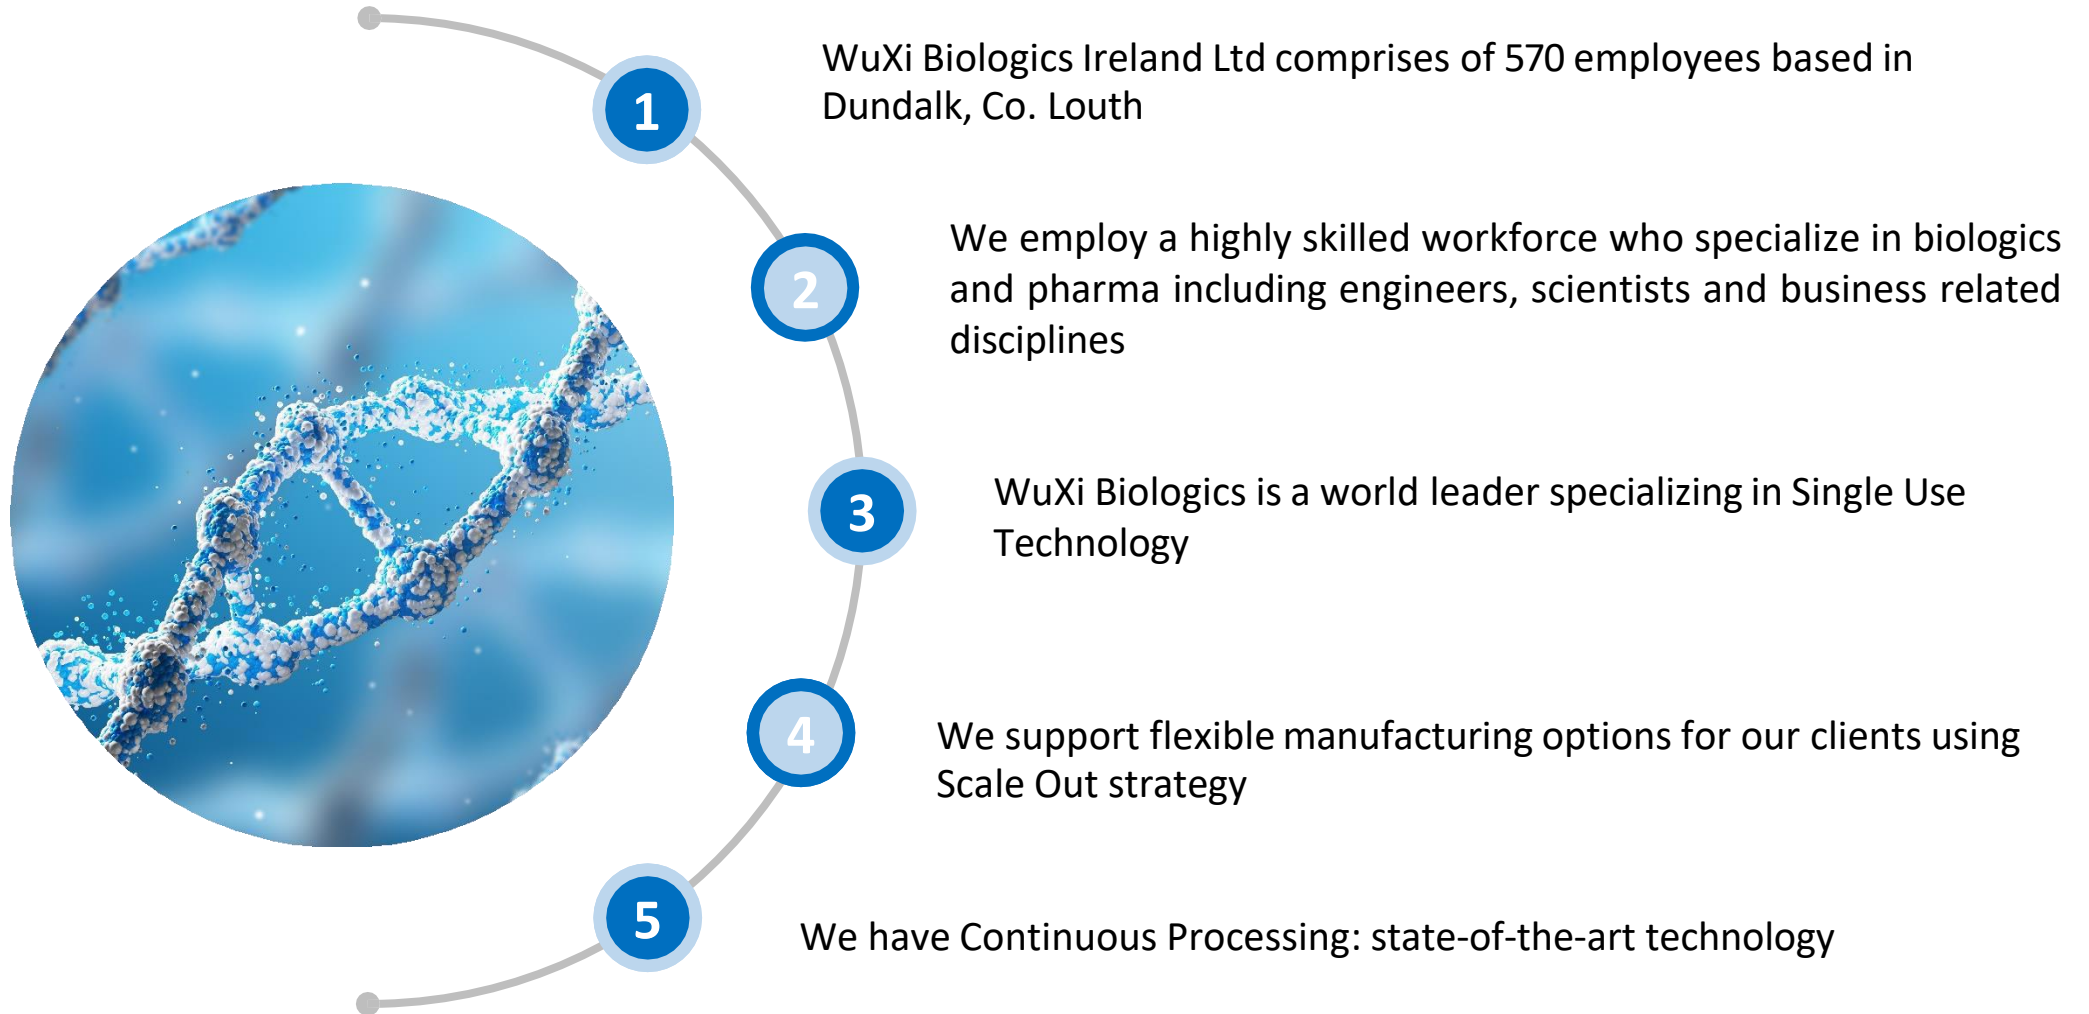 1
WuXi Biologics Ireland Ltd comprises of 570 employees based in
Dundalk, Co. Louth
2
We employ a highly skilled workforce who specialize in biologics
and pharma including engineers, scientists and business related
disciplines
3
WuXi Biologics is a world leader specializing in Single Use
Technology
4
We support flexible manufacturing options for our clients using
Scale Out strategy
5
We have Continuous Processing: state-of-the-art technology